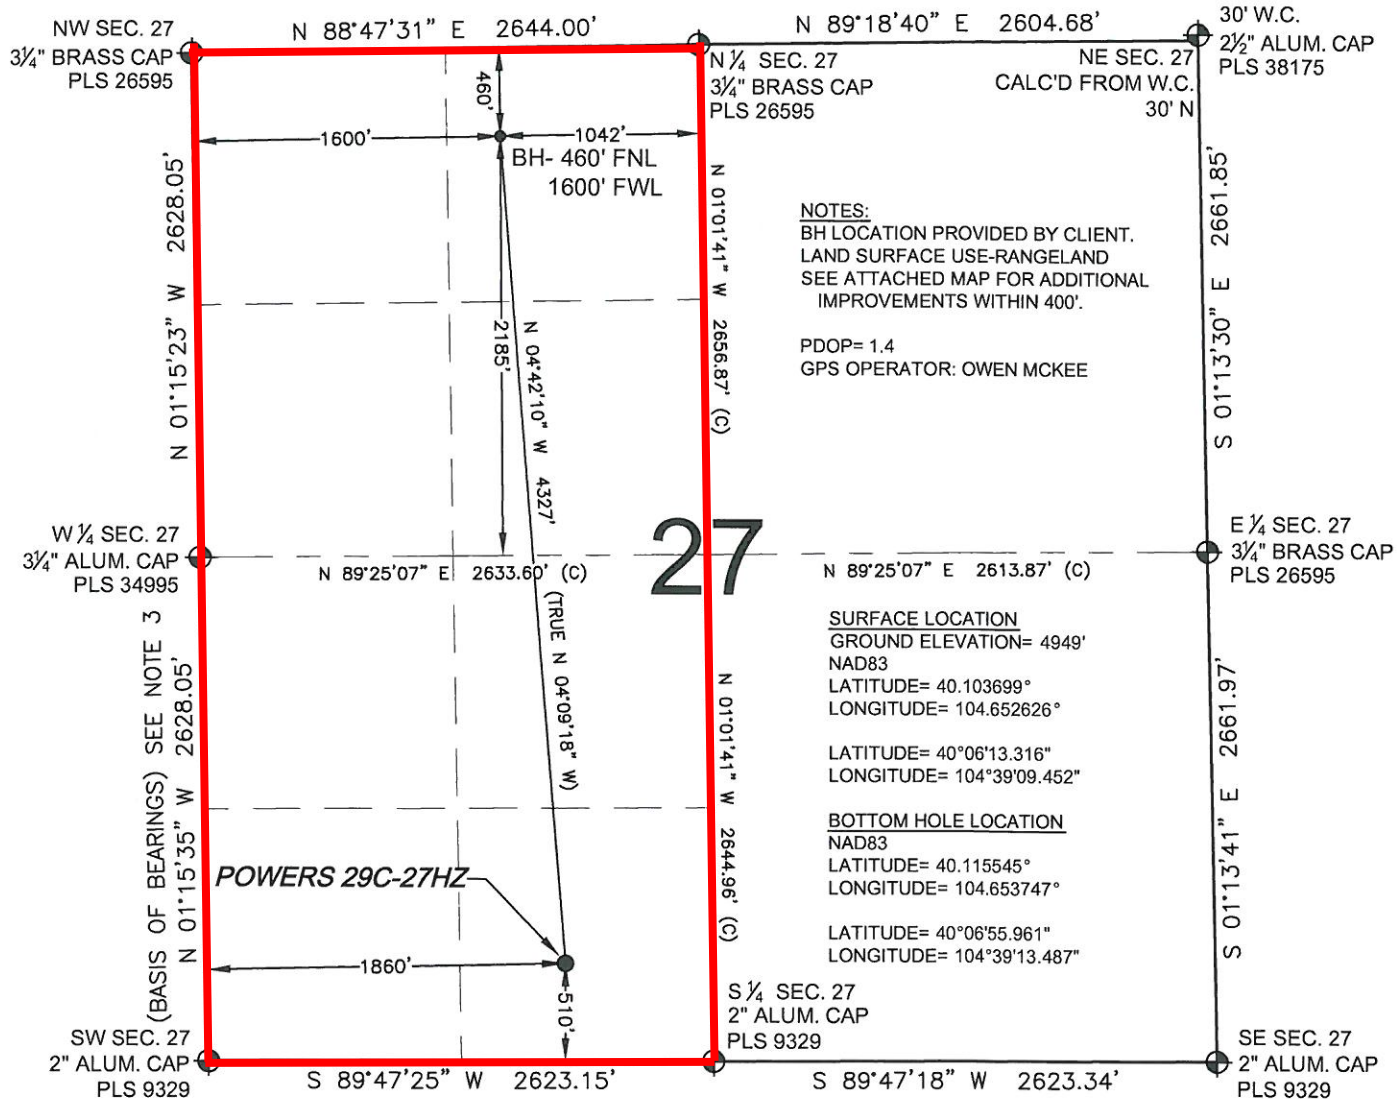 NW SEC. 27
3¼" BRASS CAP
PLS 26595
N 88°47'31" E 2644.00'
N 89°18'40" E 2604.68'
30' W.C.
2½" ALUM. CAP
PLS 38175
N ¼ SEC. 27
3¼" BRASS CAP
PLS 26595
NE SEC. 27
CALC'D FROM W.C.
30' N
460'
1600'
1042'
BH- 460' FNL
1600' FWL
N 01°15'23" W 2628.05'
N 01°01'41" W 2656.87' (C)
S 01°13'30" E 2661.85'
NOTES:
BH LOCATION PROVIDED BY CLIENT.
LAND SURFACE USE-RANGELAND
SEE ATTACHED MAP FOR ADDITIONAL
IMPROVEMENTS WITHIN 400'.
PDOP= 1.4
GPS OPERATOR: OWEN MCKEE
2185'
N 04°42'10" W 4327'
(TRUE N 04°09'18" W)
W ¼ SEC. 27
3¼" ALUM. CAP
PLS 34995
27
E ¼ SEC. 27
3¼" BRASS CAP
PLS 26595
N 89°25'07" E 2633.60' (C)
N 89°25'07" E 2613.87' (C)
(BASIS OF BEARINGS) SEE NOTE 3
N 01°15'35" W 2628.05'
N 01°01'41" W 2644.96' (C)
S 01°13'41" E 2661.97'
SURFACE LOCATION
GROUND ELEVATION= 4949'
NAD83
LATITUDE= 40.103699°
LONGITUDE= 104.652626°
LATITUDE= 40°06'13.316"
LONGITUDE= 104°39'09.452"
BOTTOM HOLE LOCATION
NAD83
LATITUDE= 40.115545°
LONGITUDE= 104.653747°
LATITUDE= 40°06'55.961"
LONGITUDE= 104°39'13.487"
POWERS 29C-27HZ
1860'
510'
SW SEC. 27
2" ALUM. CAP
PLS 9329
S ¼ SEC. 27
2" ALUM. CAP
PLS 9329
SE SEC. 27
2" ALUM. CAP
PLS 9329
S 89°47'25" W 2623.15'
S 89°47'18" W 2623.34'